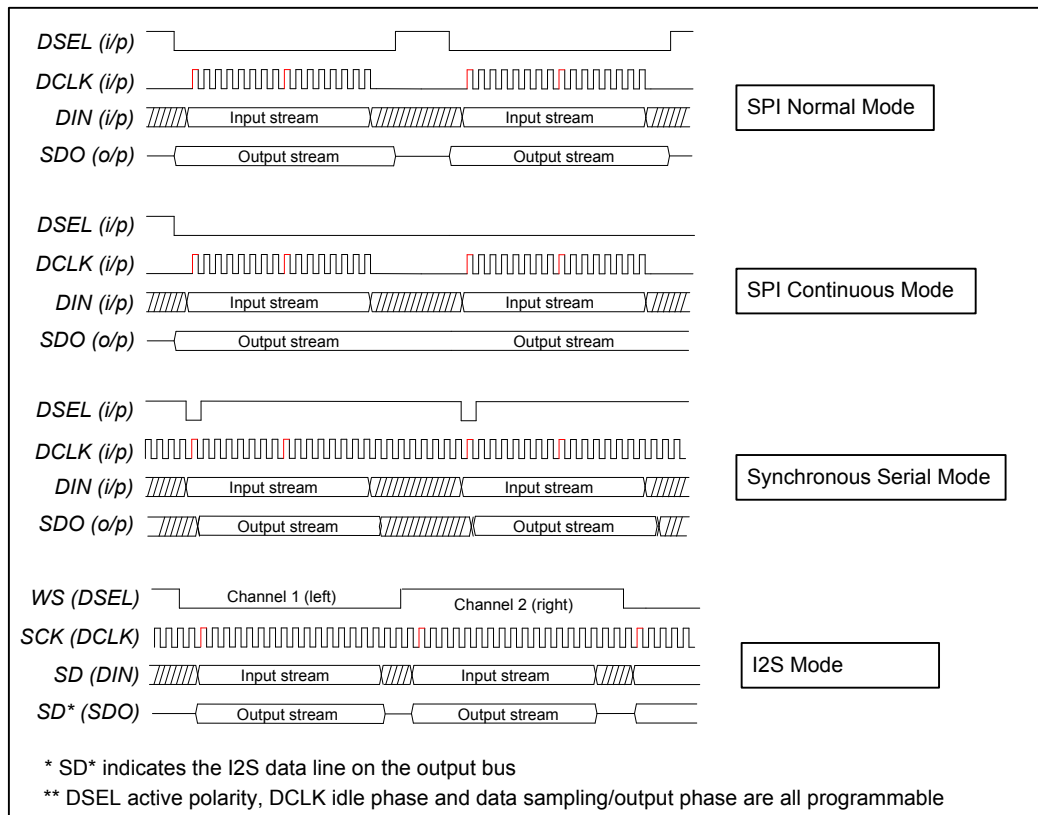 DSEL (i/p)
DCLK (i/p)
DIN (i/p) Input stream Input stream
SDO (o/p) Output stream Output stream
SPI Normal Mode
DSEL (i/p)
DCLK (i/p)
DIN (i/p) Input stream Input stream
SDO (o/p) Output stream Output stream
SPI Continuous Mode
DSEL (i/p)
DCLK (i/p)
DIN (i/p) Input stream Input stream
SDO (o/p) Output stream Output stream
Synchronous Serial Mode
WS (DSEL) Channel 1 (left) Channel 2 (right)
SCK (DCLK)
SD (DIN) Input stream Input stream
SD* (SDO) Output stream Output stream
I2S Mode
* SD* indicates the I2S data line on the output bus
** DSEL active polarity, DCLK idle phase and data sampling/output phase are all programmable